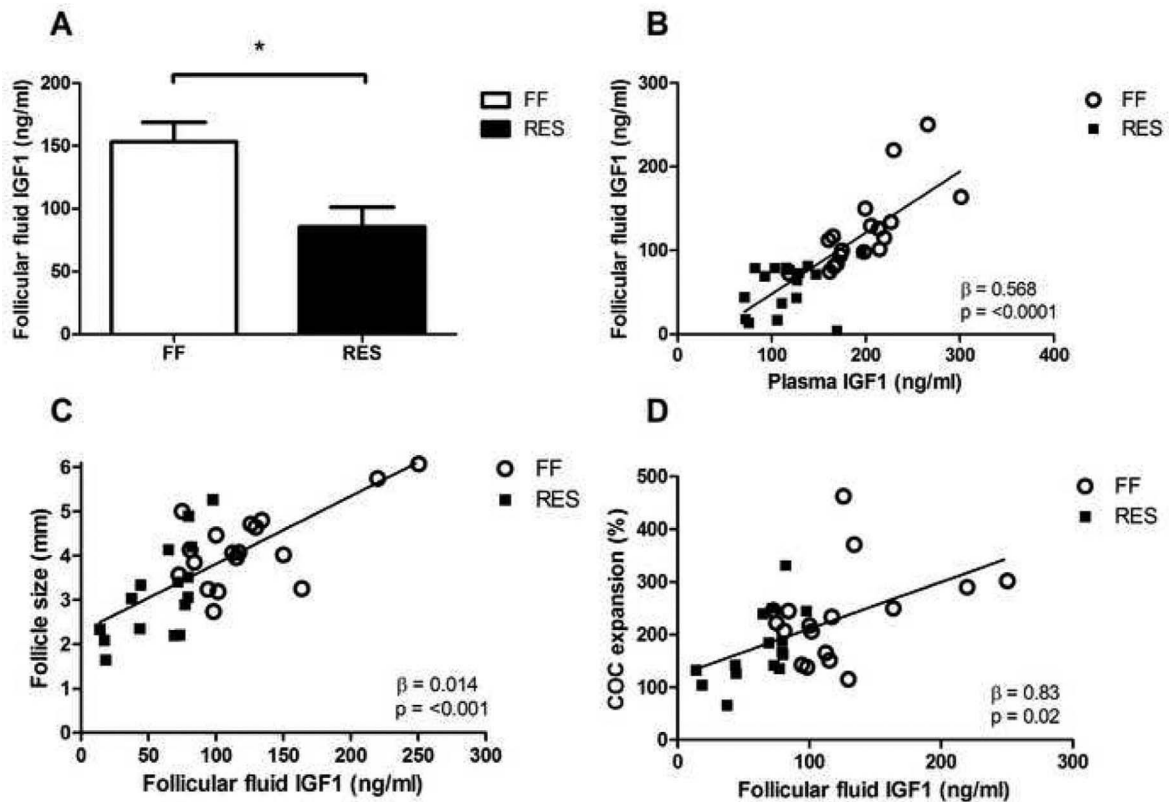 A
*
Follicular fluid IGF1 (ng/ml)
200
150
100
50
0
FF
RES
FF
RES
B
Follicular fluid IGF1 (ng/ml)
300
200
100
0
0
100
200
300
400
Plasma IGF1 (ng/ml)
FF
RES
β = 0.568
p = <0.0001
C
Follicle size (mm)
6
5
4
3
2
1
0
0
50
100
150
200
250
300
Follicular fluid IGF1 (ng/ml)
FF
RES
β = 0.014
p = <0.001
D
COC expansion (%)
500
400
300
200
100
0
0
100
200
300
Follicular fluid IGF1 (ng/ml)
FF
RES
β = 0.83
p = 0.02